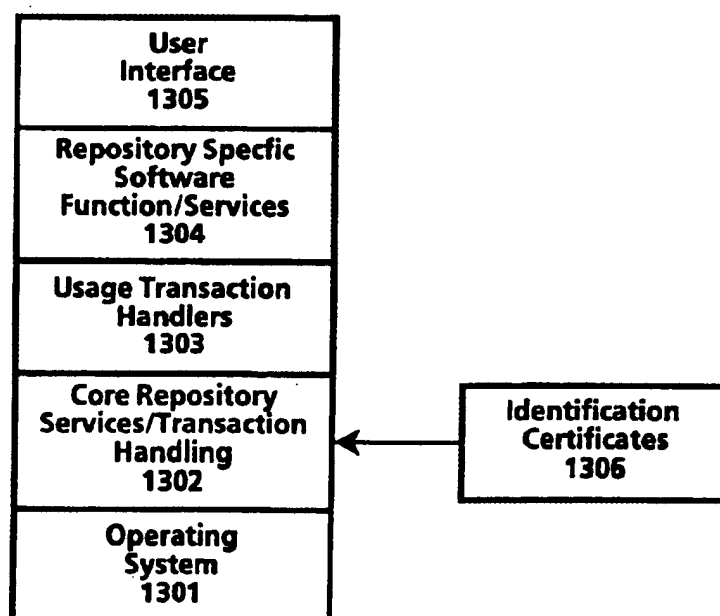 User
Interface
1305
Repository Specfic
Software
Function/Services
1304
Usage Transaction
Handlers
1303
Core Repository
Services/Transaction
Handling
1302
Identification
Certificates
1306
Operating
System
1301